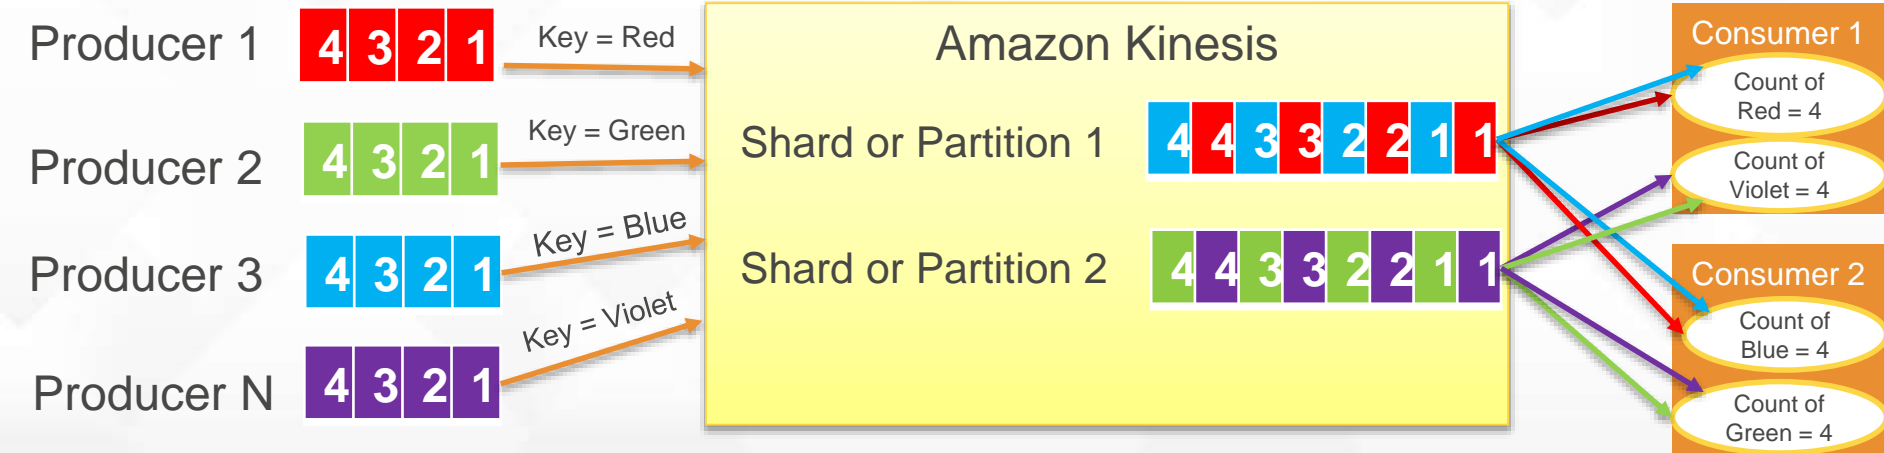 Producer 1
4 3 2 1
Key = Red
Producer 2
4 3 2 1
Key = Green
Producer 3
4 3 2 1
Key = Blue
Producer N
4 3 2 1
Key = Violet
Amazon Kinesis
Shard or Partition 1
4 4 3 3 2 2 1 1
Shard or Partition 2
4 4 3 3 2 2 1 1
Consumer 1
Count of
Red = 4
Count of
Violet = 4
Consumer 2
Count of
Blue = 4
Count of
Green = 4